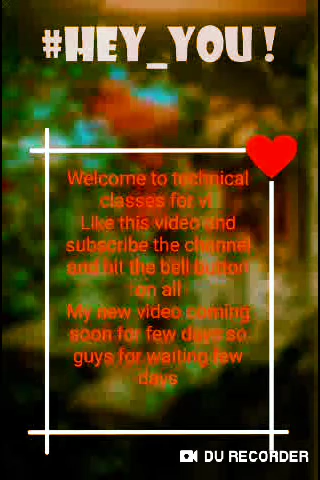 #HEY_YOU!
Welcome to technical
classes for vi
Like this video and
subscribe the channel
and hit the bell button
on all
My new video coming
soon for few days so
guys for waiting few
days
DU RECORDER